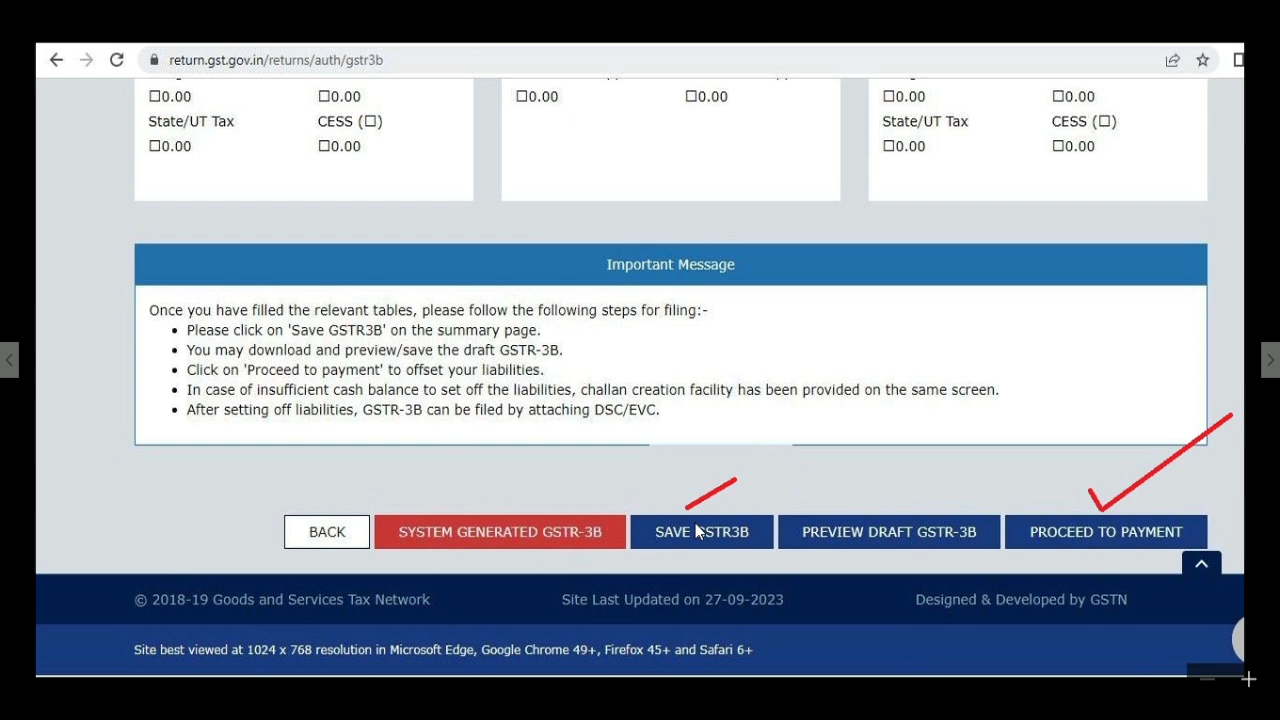 return.gst.gov.in/returns/auth/gstr3b
☐0.00 ☐0.00 ☐0.00 ☐0.00 ☐0.00 ☐0.00
State/UT Tax CESS (☐) State/UT Tax CESS (☐)
☐0.00 ☐0.00 ☐0.00 ☐0.00
Important Message
Once you have filled the relevant tables, please follow the following steps for filing:-
• Please click on 'Save GSTR3B' on the summary page.
• You may download and preview/save the draft GSTR-3B.
• Click on 'Proceed to payment' to offset your liabilities.
• In case of insufficient cash balance to set off the liabilities, challan creation facility has been provided on the same screen.
• After setting off liabilities, GSTR-3B can be filed by attaching DSC/EVC.
BACK SYSTEM GENERATED GSTR-3B SAVE GSTR3B PREVIEW DRAFT GSTR-3B PROCEED TO PAYMENT
© 2018-19 Goods and Services Tax Network Site Last Updated on 27-09-2023 Designed & Developed by GSTN
Site best viewed at 1024 x 768 resolution in Microsoft Edge, Google Chrome 49+, Firefox 45+ and Safari 6+